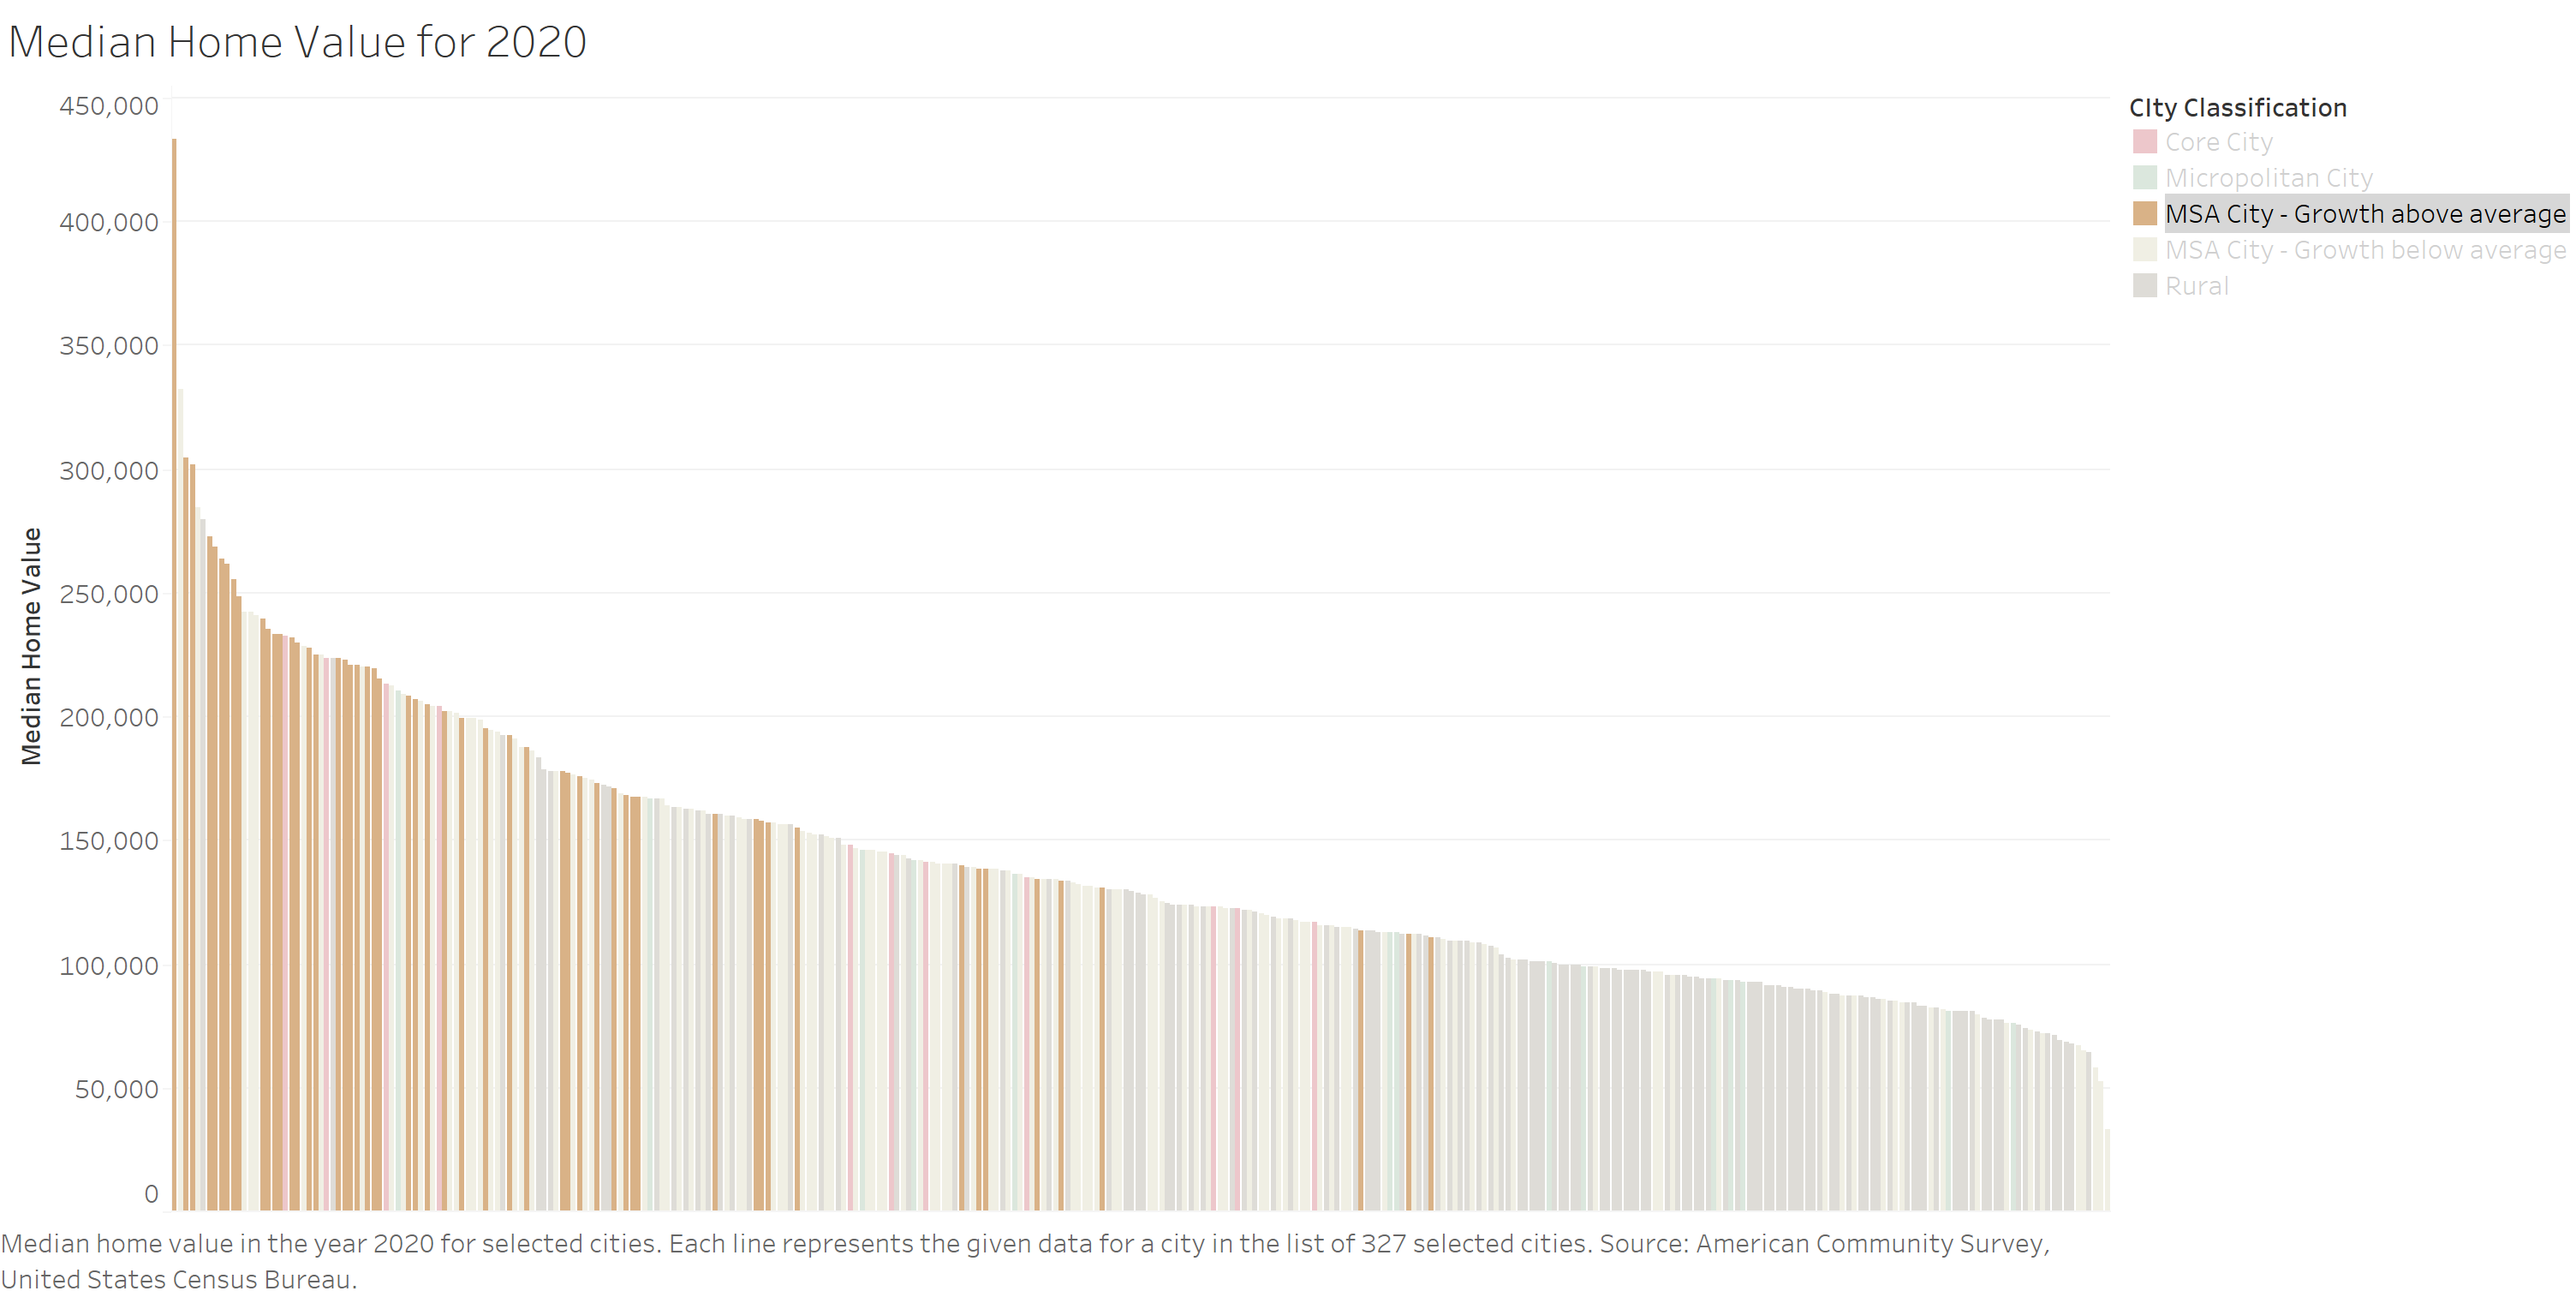 Median Home Value for 2020
450,000
400,000
350,000
300,000
250,000
200,000
150,000
100,000
50,000
0
Median Home Value
CIty Classification
Core City
Micropolitan City
MSA City - Growth above average
MSA City - Growth below average
Rural
Median home value in the year 2020 for selected cities. Each line represents the given data for a city in the list of 327 selected cities. Source: American Community Survey,
United States Census Bureau.